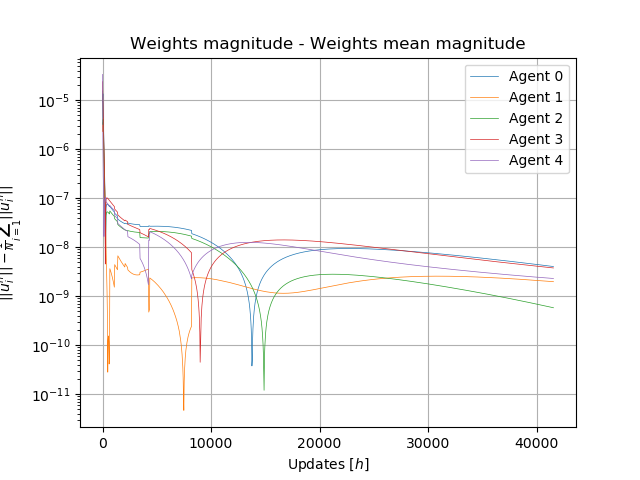 Weights magnitude - Weights mean magnitude
Agent 0
Agent 1
Agent 2
Agent 3
Agent 4
10⁻⁵
10⁻⁶
10⁻⁷
10⁻⁸
10⁻⁹
10⁻¹⁰
10⁻¹¹
0 10000 20000 30000 40000
Updates [h]